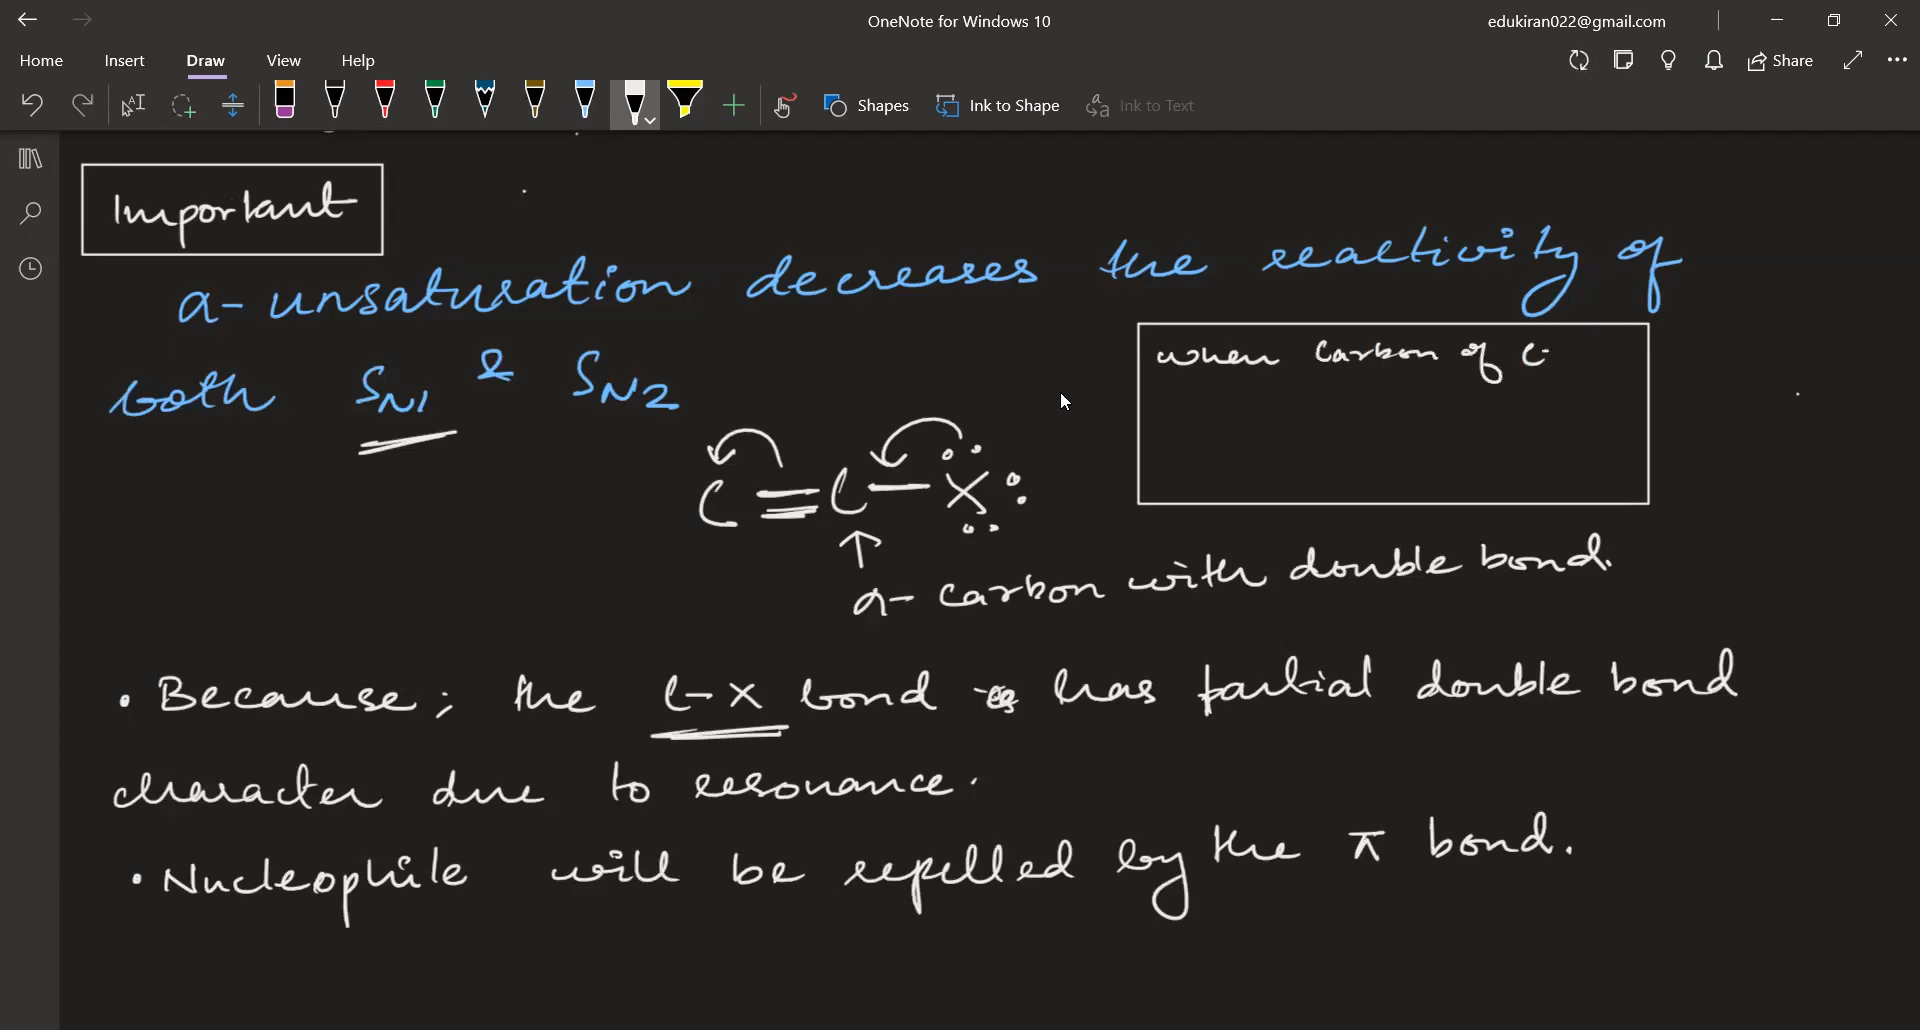 OneNote for Windows 10
edukiran022@gmail.com
Home Insert Draw View Help
Share
Shapes Ink to Shape Ink to Text
Important
α- unsaturation decreases the reactivity of
both SN1 & SN2
when carbon of C-
C = C - X
α- carbon with double bond.
• Because; the C-X bond has partial double bond
character due to resonance.
• Nucleophile will be repelled by the π bond.